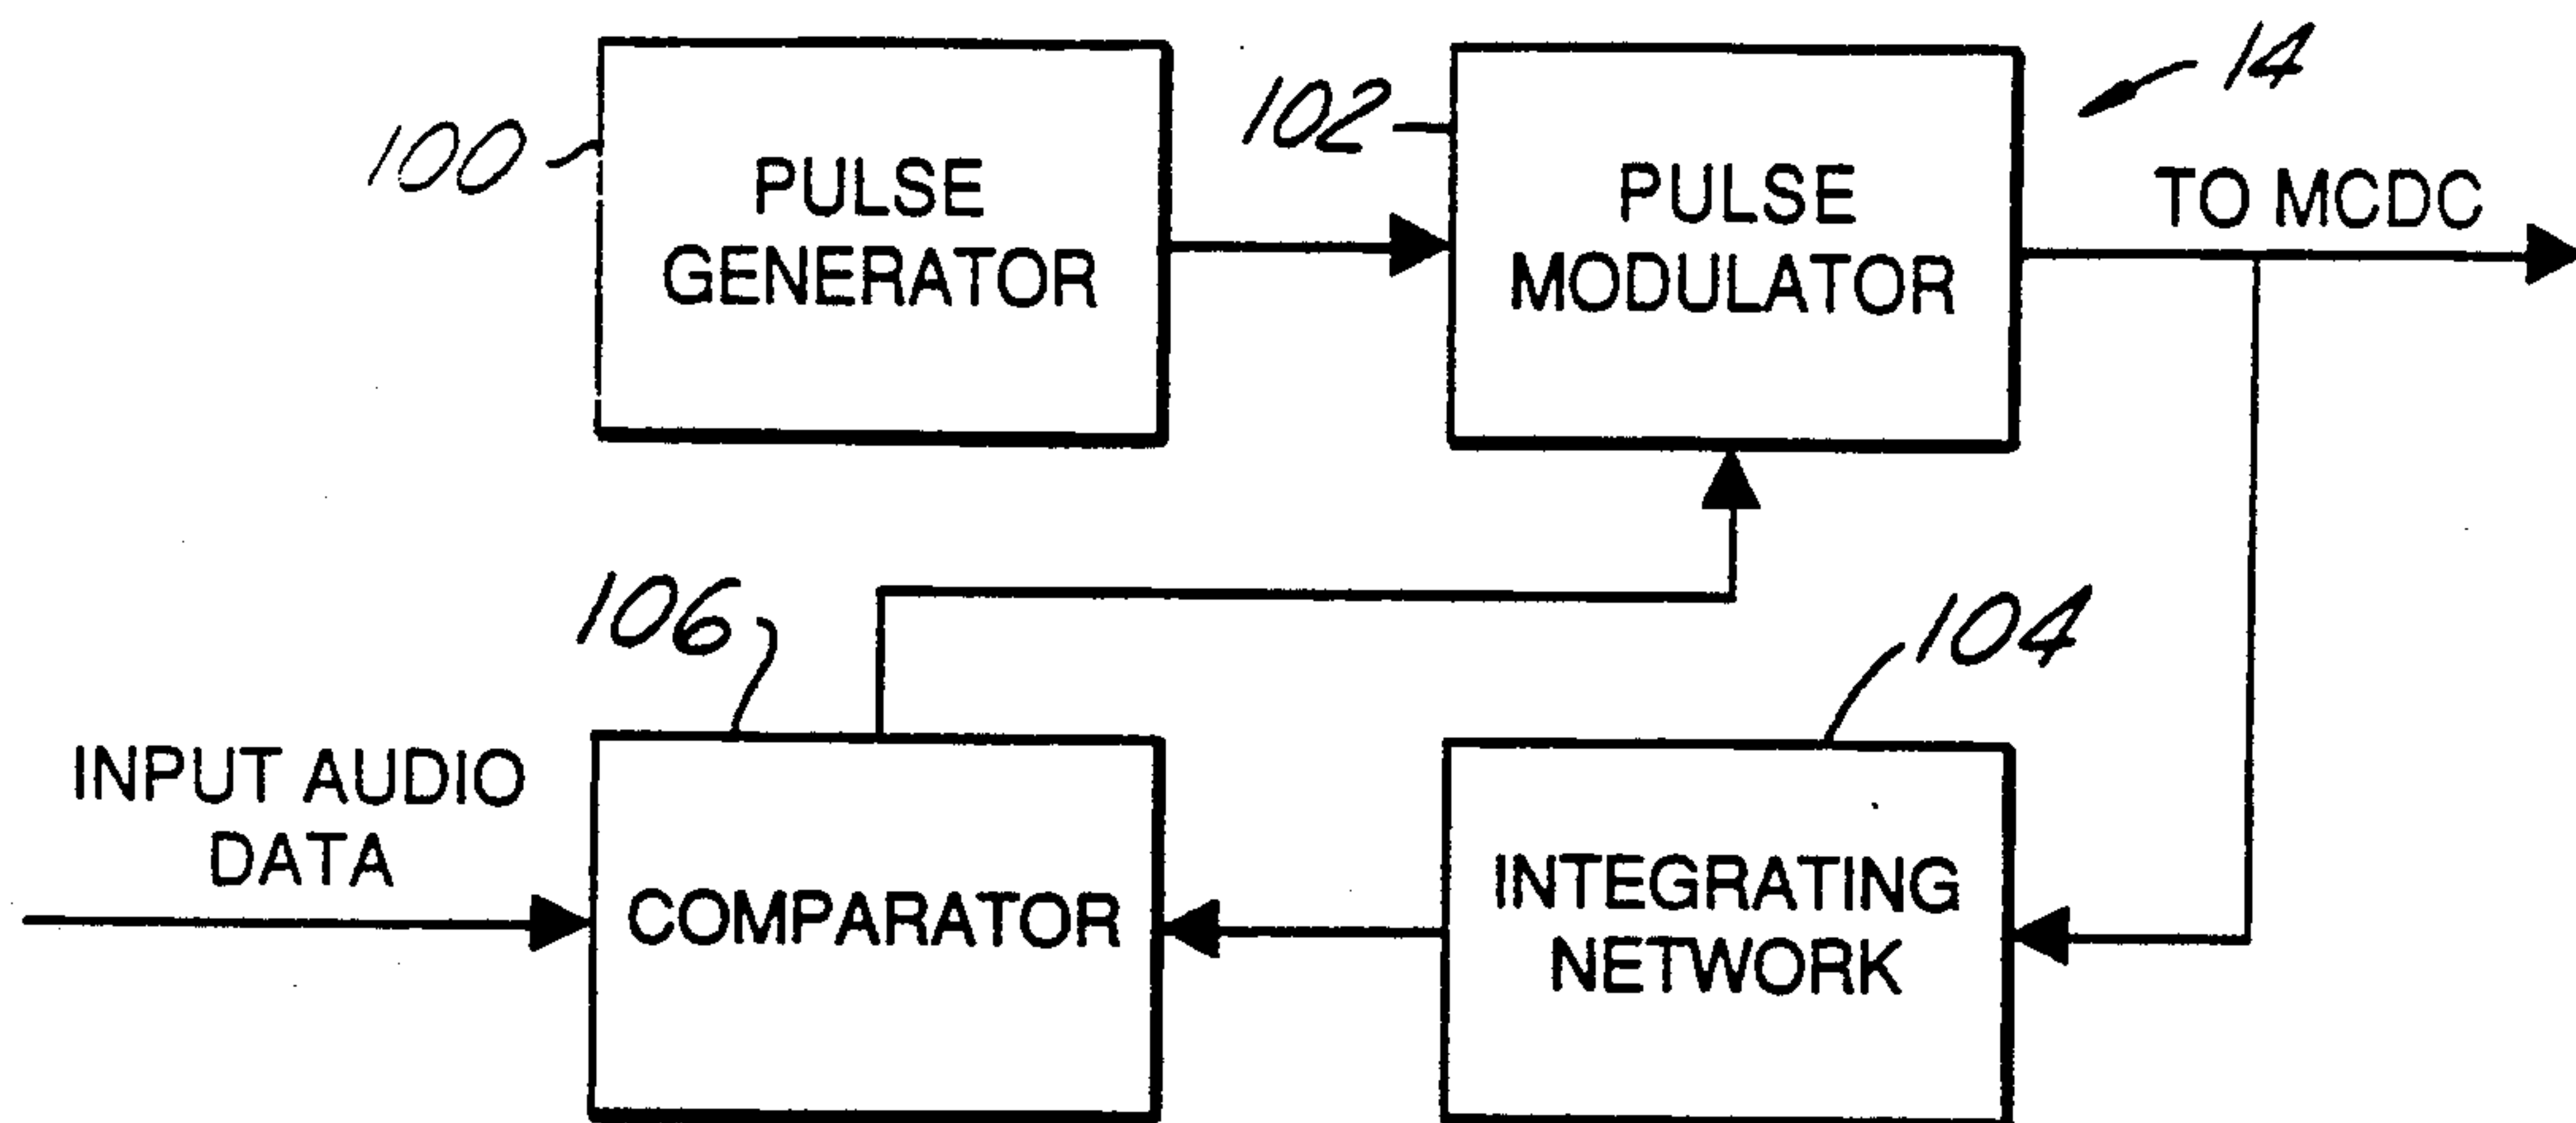 100
PULSE
GENERATOR
102
PULSE
MODULATOR
14
TO MCDC
106
104
INPUT AUDIO
DATA
COMPARATOR
INTEGRATING
NETWORK